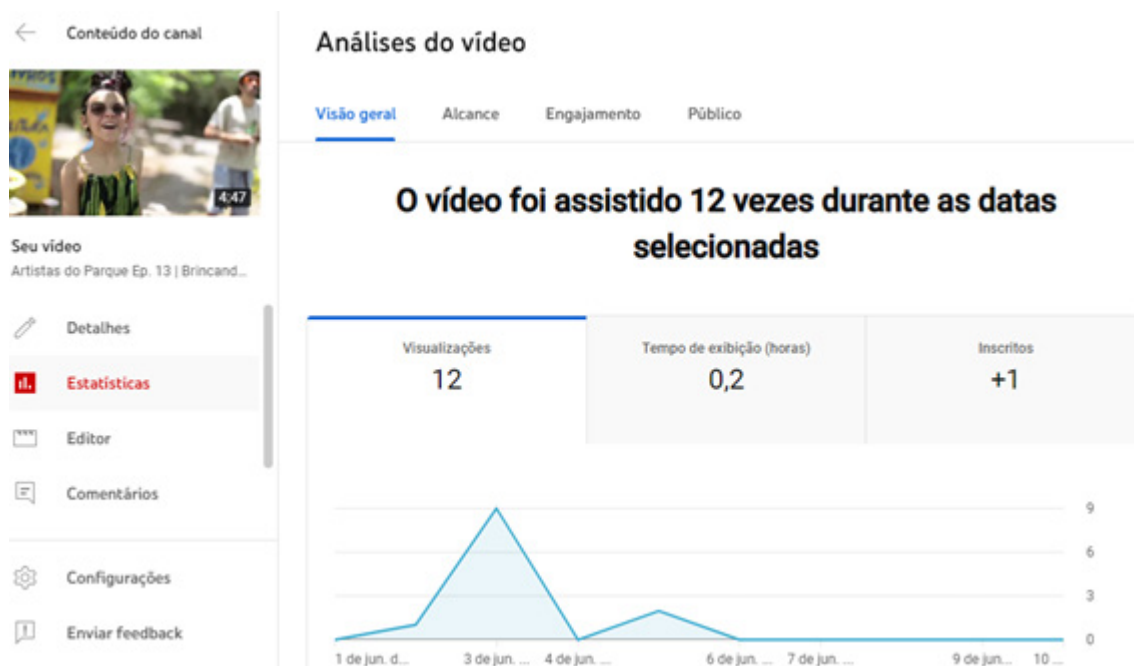 Conteúdo do canal
4:47
Seu vídeo
Artistas do Parque Ep. 13 | Brincand...
Detalhes
Estatísticas
Editor
Comentários
Configurações
Enviar feedback
Análises do vídeo
Visão geral Alcance Engajamento Público
O vídeo foi assistido 12 vezes durante as datas
selecionadas
Visualizações
12
Tempo de exibição (horas)
0,2
Inscritos
+1
9
6
3
0
1 de jun. d... 3 de jun. ... 4 de jun. ... 6 de jun. ... 7 de jun. ... 9 de jun. ... 10 ...